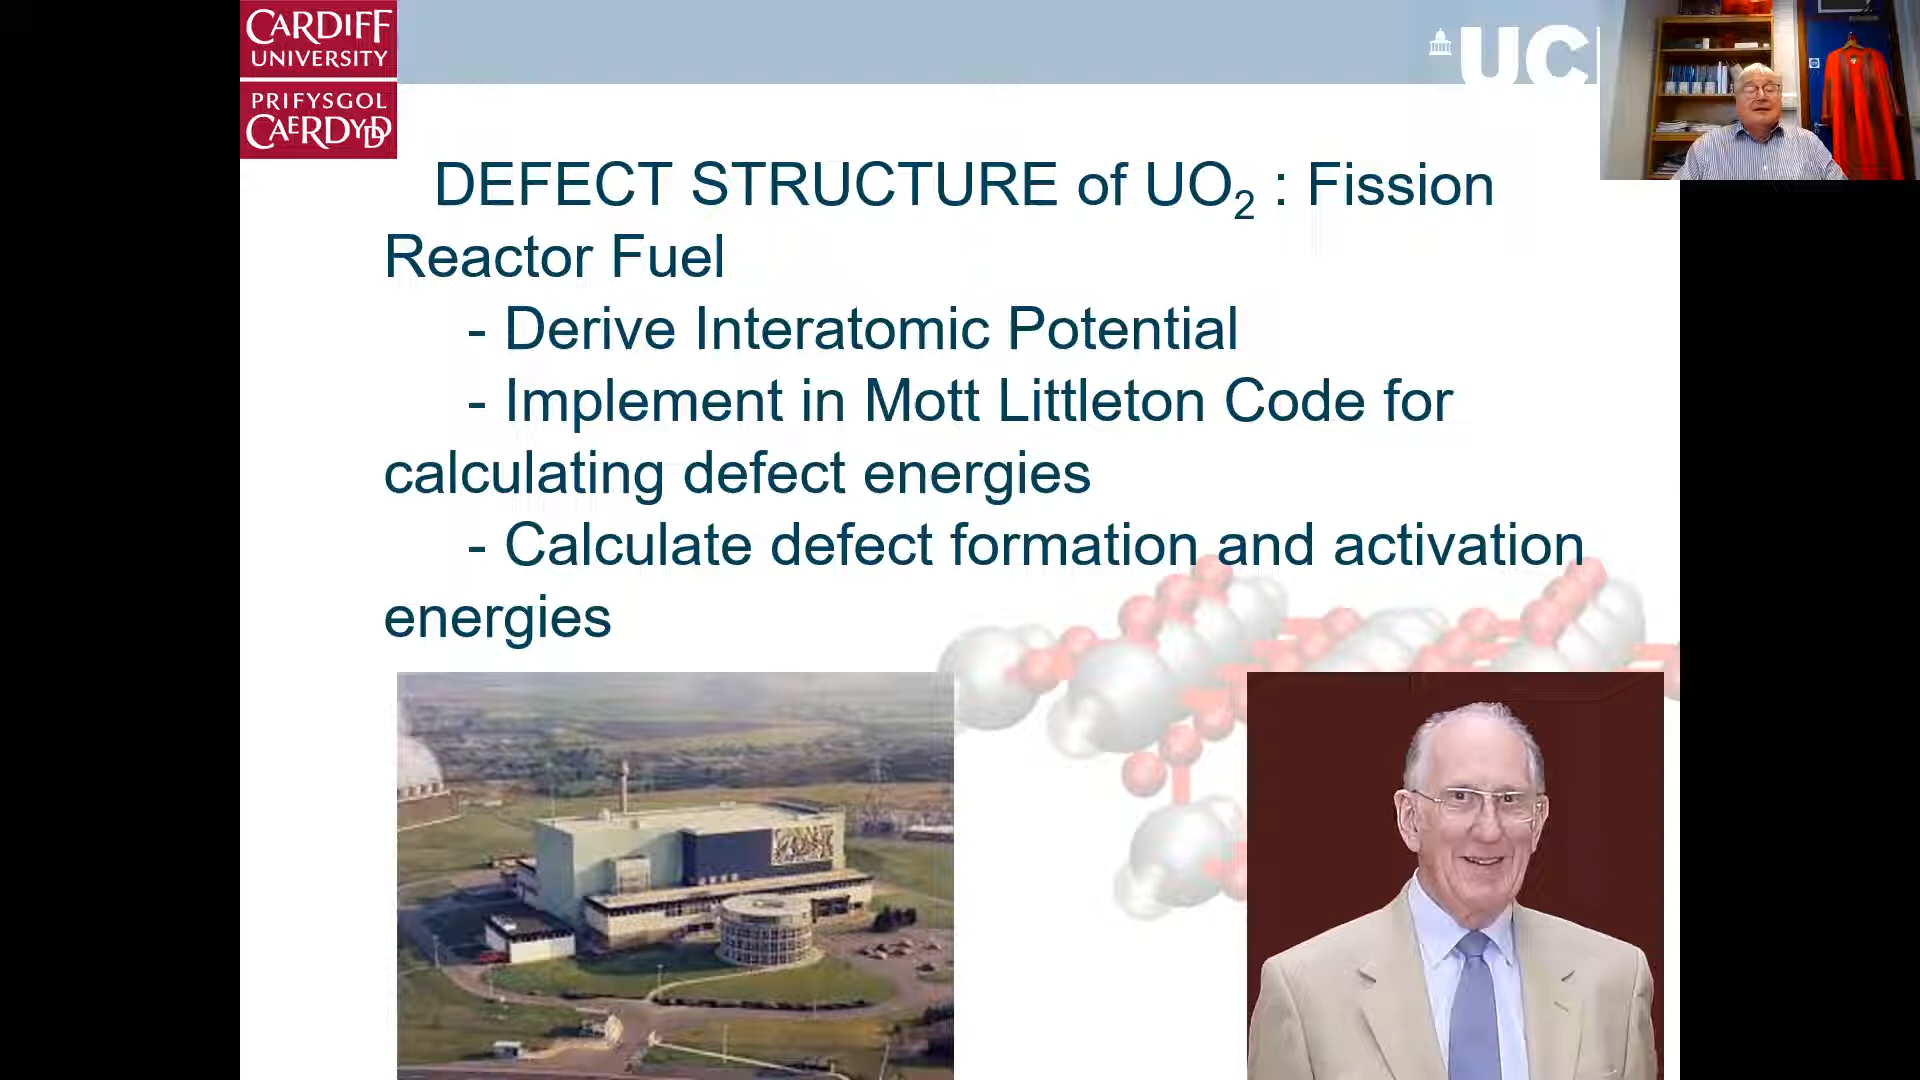 CARDIFF
UNIVERSITY
PRIFYSGOL
CAERDYDD
UC
DEFECT STRUCTURE of UO₂ : Fission
Reactor Fuel
- Derive Interatomic Potential
- Implement in Mott Littleton Code for
calculating defect energies
- Calculate defect formation and activation
energies